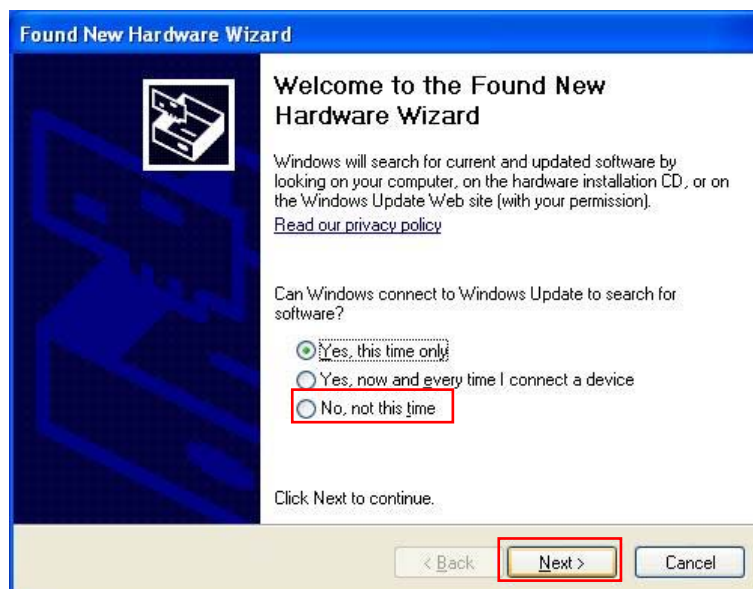 Found New Hardware Wizard
Welcome to the Found New
Hardware Wizard
Windows will search for current and updated software by
looking on your computer, on the hardware installation CD, or on
the Windows Update Web site (with your permission).
Read our privacy policy
Can Windows connect to Windows Update to search for
software?
Yes, this time only
Yes, now and every time I connect a device
No, not this time
Click Next to continue.
< Back
Next >
Cancel